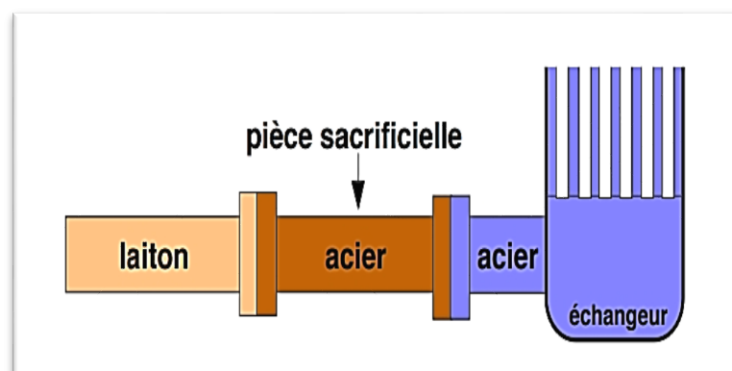 pièce sacrificielle
laiton
acier
acier
échangeur